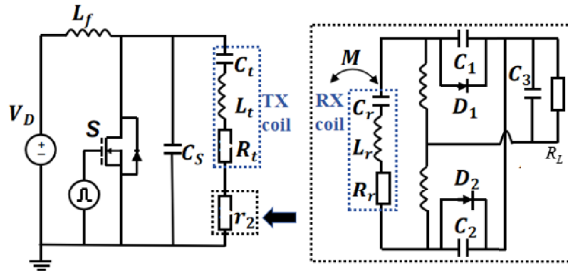 L_f
V_D
S
C_S
C_t
L_t
R_t
TX
coil
r_2
M
RX
coil
C_r
L_r
R_r
C_1
D_1
C_3
R_L
D_2
C_2
+
-